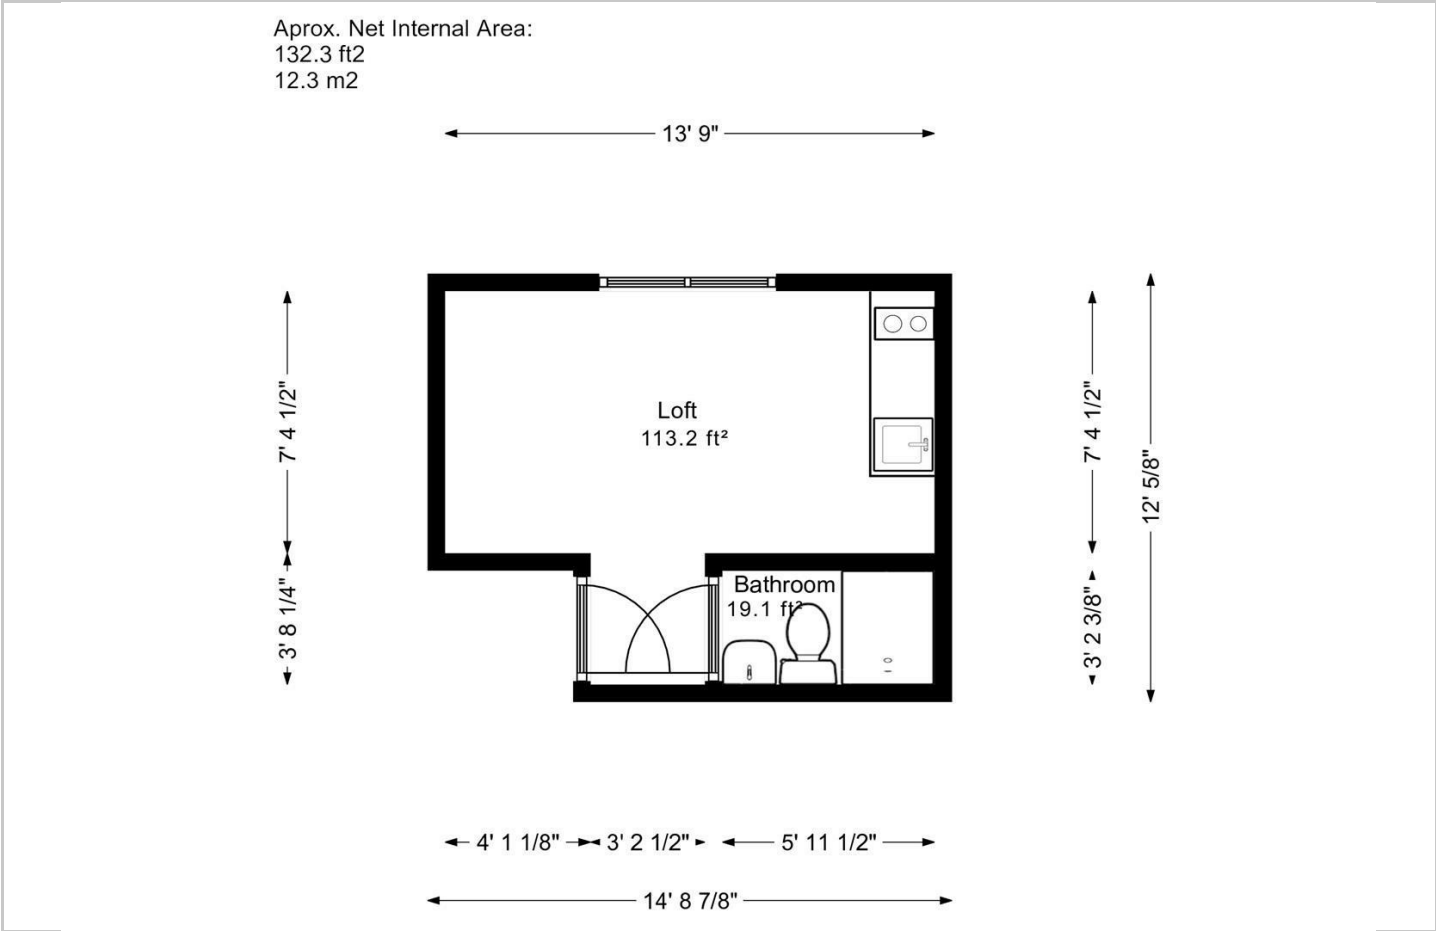 Aprox. Net Internal Area:
132.3 ft2
12.3 m2
13' 9"
7' 4 1/2"
3' 8 1/4"
Loft
113.2 ft²
Bathroom
19.1 ft²
7' 4 1/2"
3' 2 3/8"
12' 5/8"
4' 1 1/8" 3' 2 1/2" 5' 11 1/2"
14' 8 7/8"